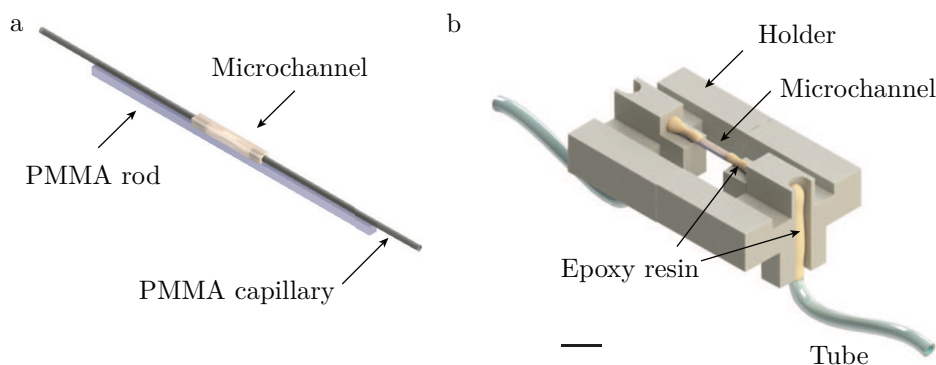 a
Microchannel
PMMA rod
PMMA capillary
b
Holder
Microchannel
Epoxy resin
Tube